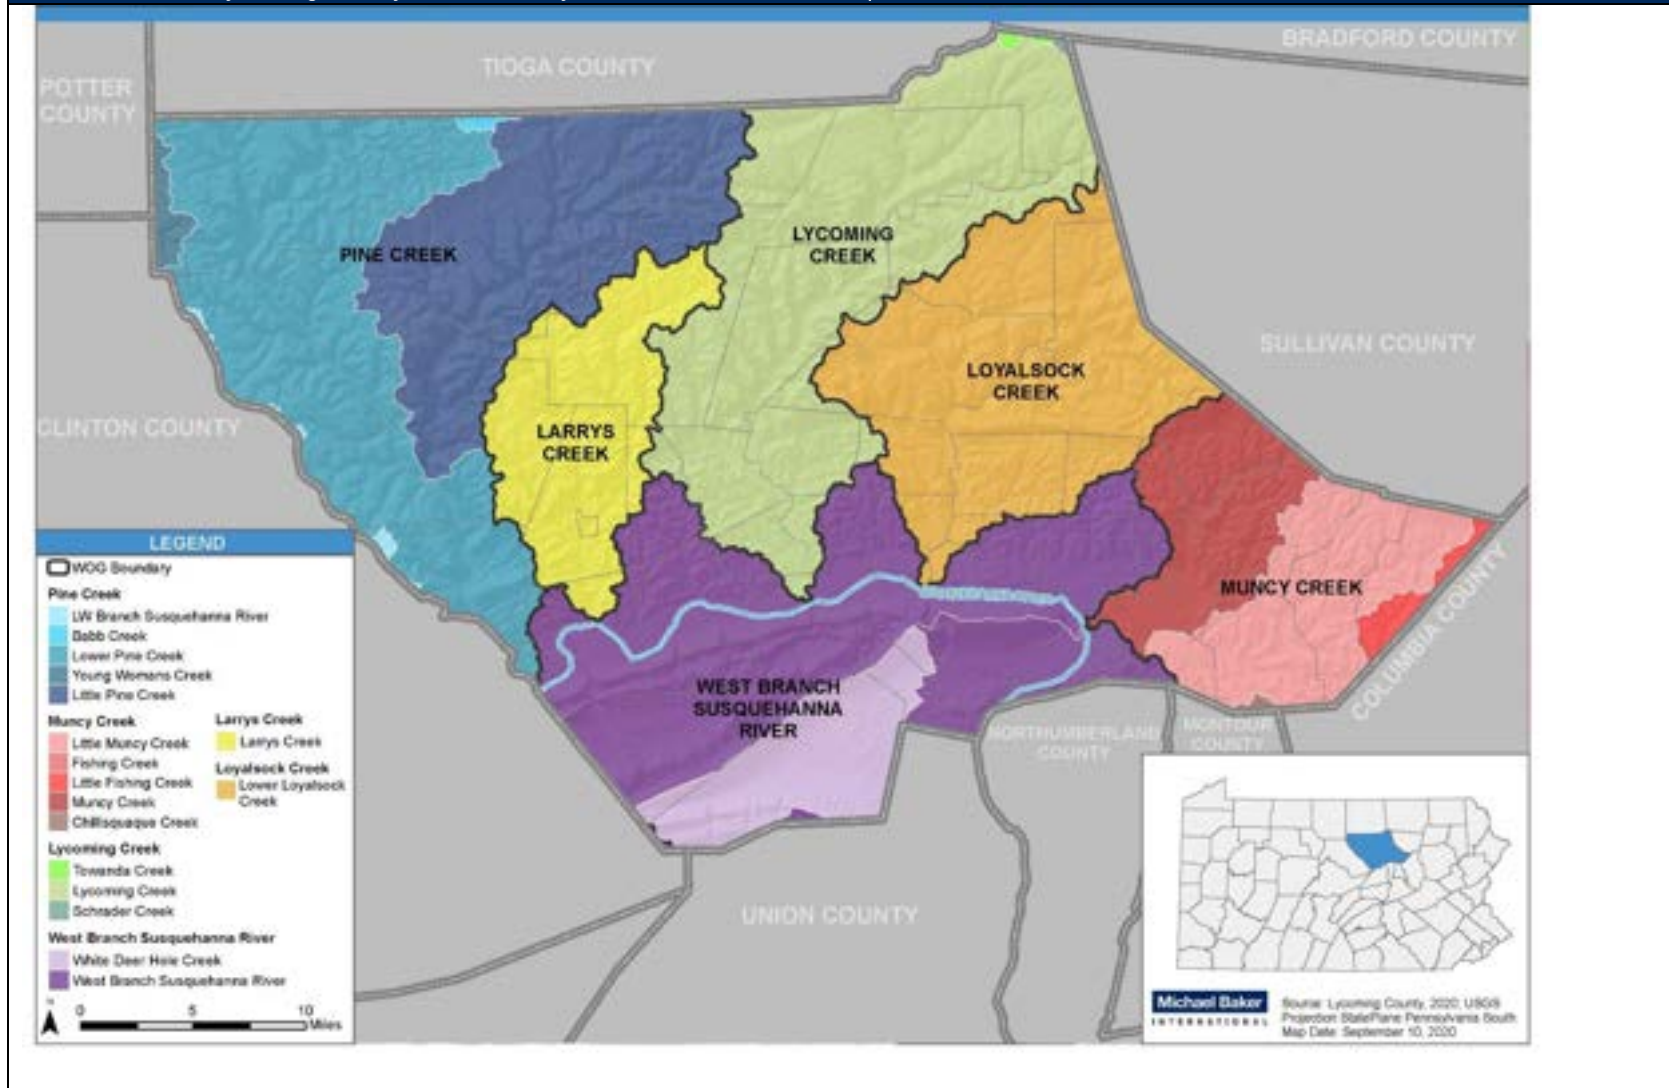 TIOGA COUNTY
BRADFORD COUNTY
POTTER
COUNTY
PINE CREEK
LYCOMING
CREEK
SULLIVAN COUNTY
LOYALSOCK
CREEK
CLINTON COUNTY
LARRYS
CREEK
MUNCY CREEK
COLUMBIA COUNTY
WEST BRANCH
SUSQUEHANNA
RIVER
NORTHUMBERLAND
COUNTY
MONTOUR
COUNTY
UNION COUNTY
LEGEND
WOG Boundary
Pine Creek
LW Branch Susquehanna River
Babb Creek
Lower Pine Creek
Young Womans Creek
Little Pine Creek
Muncy Creek
Little Muncy Creek
Fishing Creek
Little Fishing Creek
Muncy Creek
Chillisquaque Creek
Larrys Creek
Larrys Creek
Loyalsock Creek
Lower Loyalsock
Creek
Lycoming Creek
Towanda Creek
Lycoming Creek
Schrader Creek
West Branch Susquehanna River
White Deer Hole Creek
West Branch Susquehanna River
N
0 5 10
Miles
Michael Baker
INTERNATIONAL
Source: Lycoming County, 2020; USGS
Projection StatePlane Pennsylvania South
Map Date: September 10, 2020